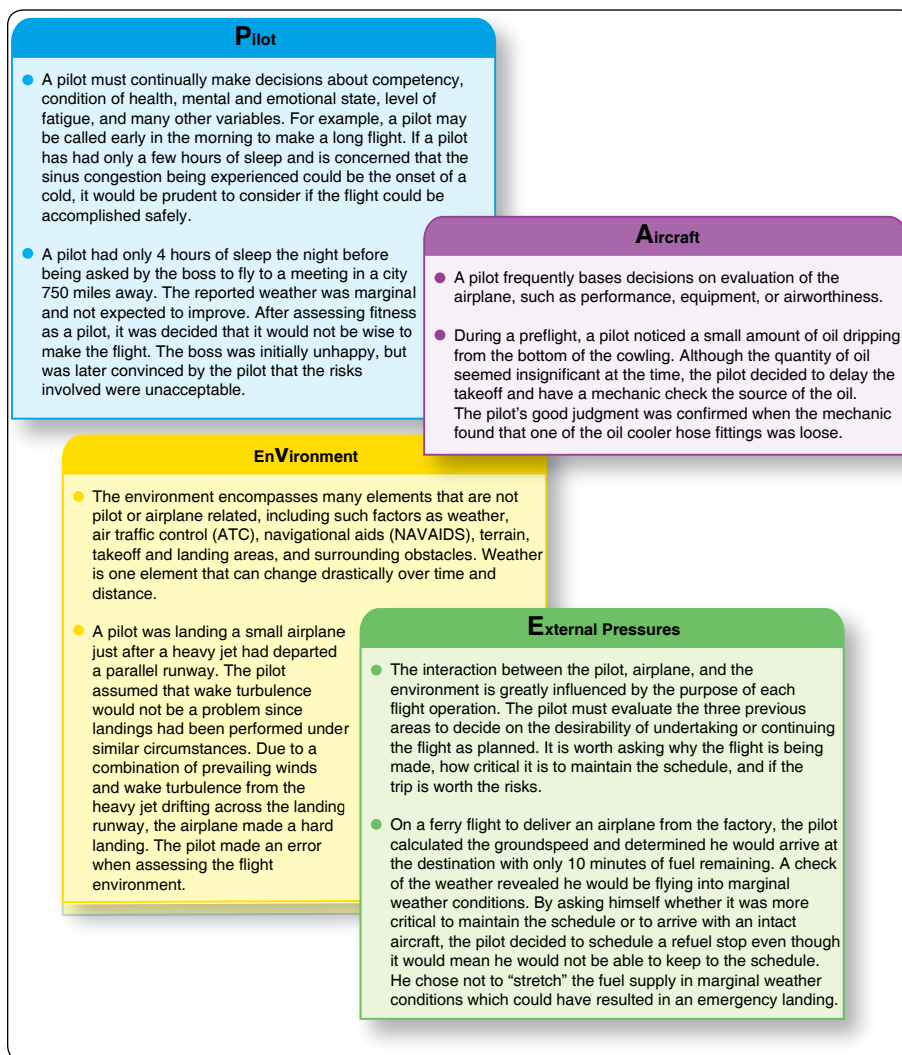 Pilot
● A pilot must continually make decisions about competency,
condition of health, mental and emotional state, level of
fatigue, and many other variables. For example, a pilot may
be called early in the morning to make a long flight. If a pilot
has had only a few hours of sleep and is concerned that the
sinus congestion being experienced could be the onset of a
cold, it would be prudent to consider if the flight could be
accomplished safely.
● A pilot had only 4 hours of sleep the night before
being asked by the boss to fly to a meeting in a city
750 miles away. The reported weather was marginal
and not expected to improve. After assessing fitness
as a pilot, it was decided that it would not be wise to
make the flight. The boss was initially unhappy, but
was later convinced by the pilot that the risks
involved were unacceptable.
Aircraft
● A pilot frequently bases decisions on evaluation of the
airplane, such as performance, equipment, or airworthiness.
● During a preflight, a pilot noticed a small amount of oil dripping
from the bottom of the cowling. Although the quantity of oil
seemed insignificant at the time, the pilot decided to delay the
takeoff and have a mechanic check the source of the oil.
The pilot’s good judgment was confirmed when the mechanic
found that one of the oil cooler hose fittings was loose.
EnVironment
● The environment encompasses many elements that are not
pilot or airplane related, including such factors as weather,
air traffic control (ATC), navigational aids (NAVAIDS), terrain,
takeoff and landing areas, and surrounding obstacles. Weather
is one element that can change drastically over time and
distance.
● A pilot was landing a small airplane
just after a heavy jet had departed
a parallel runway. The pilot
assumed that wake turbulence
would not be a problem since
landings had been performed under
similar circumstances. Due to a
combination of prevailing winds
and wake turbulence from the
heavy jet drifting across the landing
runway, the airplane made a hard
landing. The pilot made an error
when assessing the flight
environment.
External Pressures
● The interaction between the pilot, airplane, and the
environment is greatly influenced by the purpose of each
flight operation. The pilot must evaluate the three previous
areas to decide on the desirability of undertaking or continuing
the flight as planned. It is worth asking why the flight is being
made, how critical it is to maintain the schedule, and if the
trip is worth the risks.
● On a ferry flight to deliver an airplane from the factory, the pilot
calculated the groundspeed and determined he would arrive at
the destination with only 10 minutes of fuel remaining. A check
of the weather revealed he would be flying into marginal
weather conditions. By asking himself whether it was more
critical to maintain the schedule or to arrive with an intact
aircraft, the pilot decided to schedule a refuel stop even though
it would mean he would not be able to keep to the schedule.
He chose not to “stretch” the fuel supply in marginal weather
conditions which could have resulted in an emergency landing.